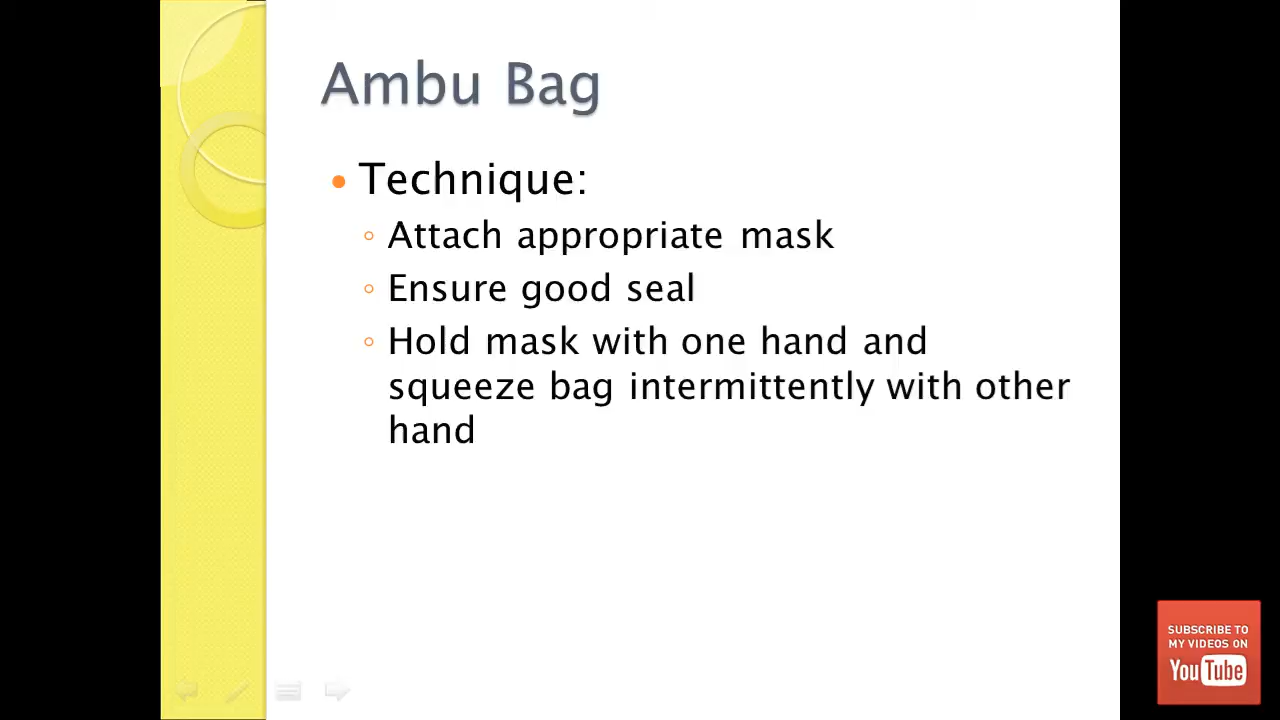 Ambu Bag
Technique:
Attach appropriate mask
Ensure good seal
Hold mask with one hand and
squeeze bag intermittently with other
hand
SUBSCRIBE TO
MY VIDEOS ON
YouTube